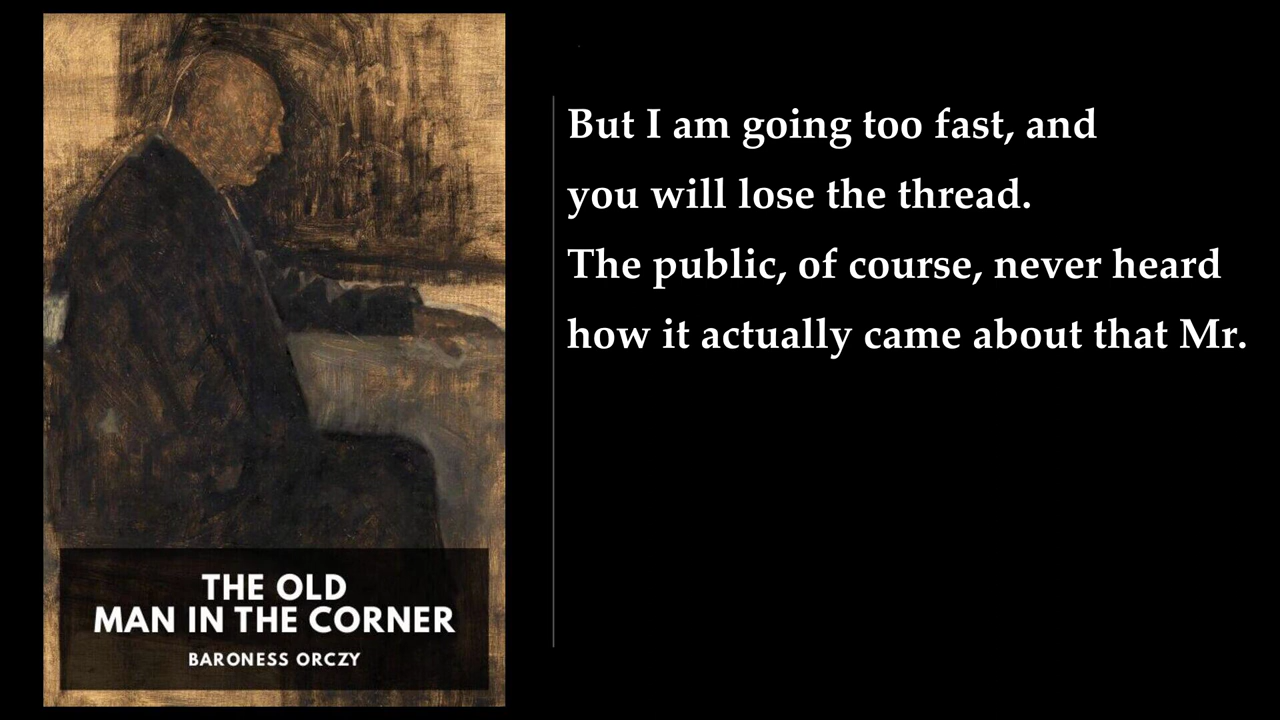 THE OLD
MAN IN THE CORNER
BARONESS ORCZY
But I am going too fast, and
you will lose the thread.
The public, of course, never heard
how it actually came about that Mr.